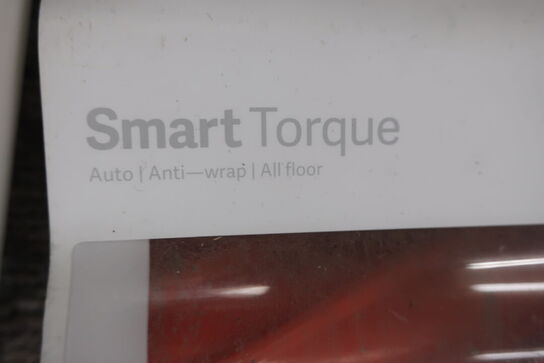 Smart Torque
Auto | Anti—wrap | All floor